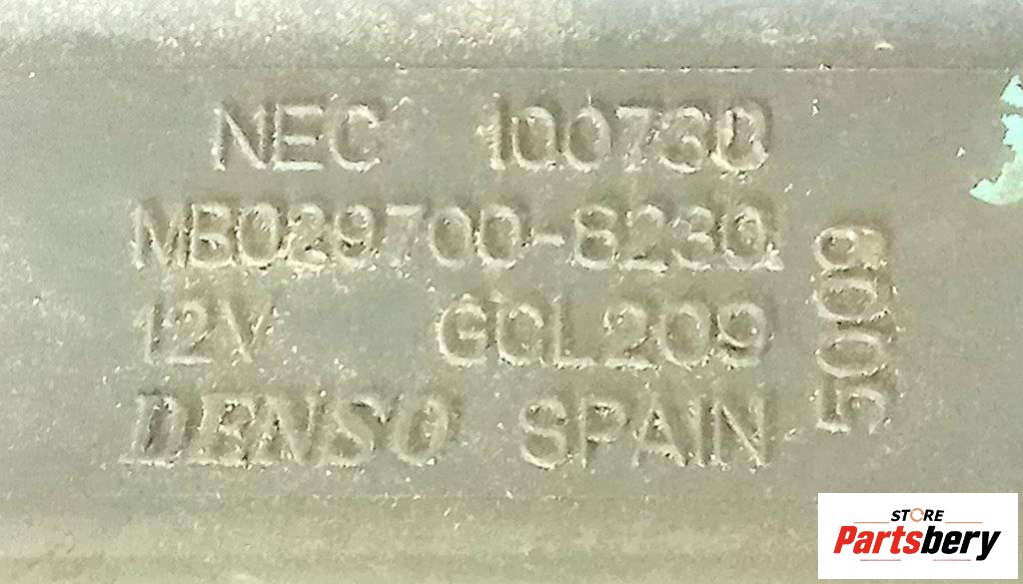 NEC 100730
MB029700-8230
12V GCL209
DENSO SPAIN
5009
STORE
Partsbery